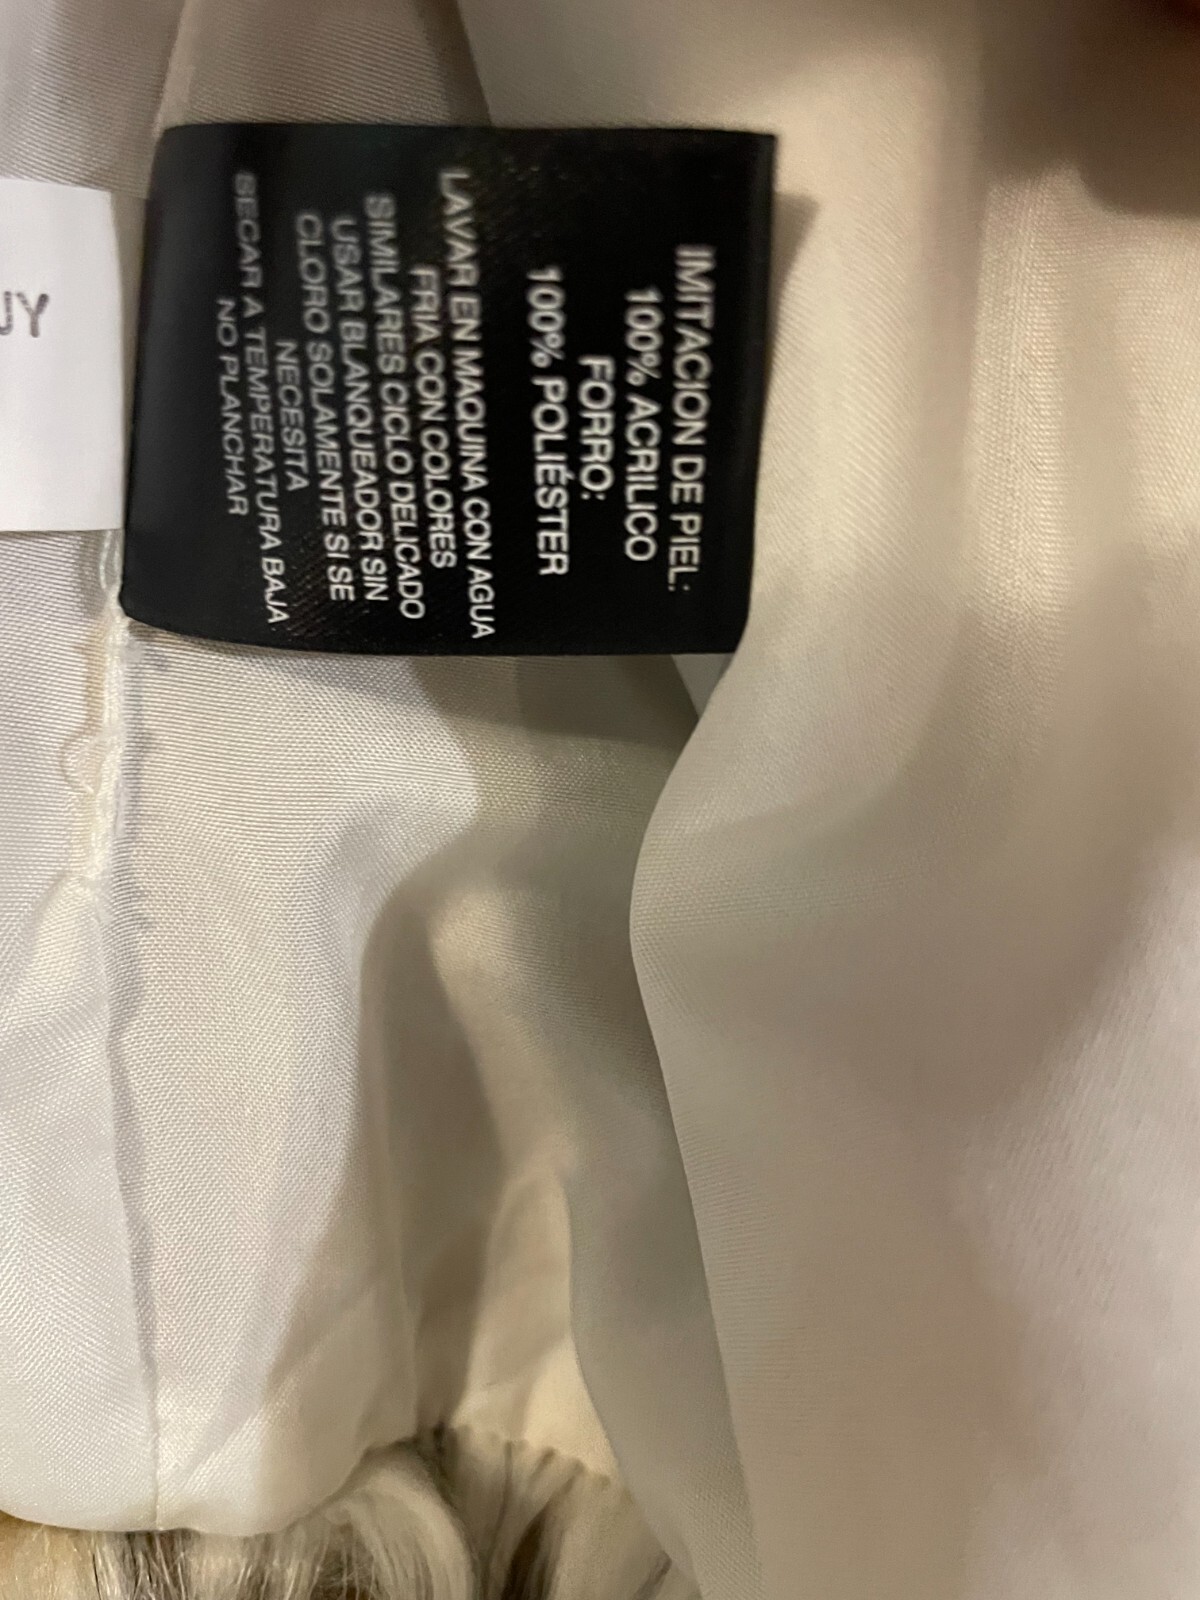 IMITACION DE PIEL:
100% ACRILICO
FORRO:
100% POLIÉSTER
LAVAR EN MAQUINA CON AGUA
FRIA CON COLORES
SIMILARES CICLO DELICADO
USAR BLANQUEADOR SIN
CLORO SOLAMENTE SI SE
NECESITA
SECAR A TEMPERATURA BAJA
NO PLANCHAR